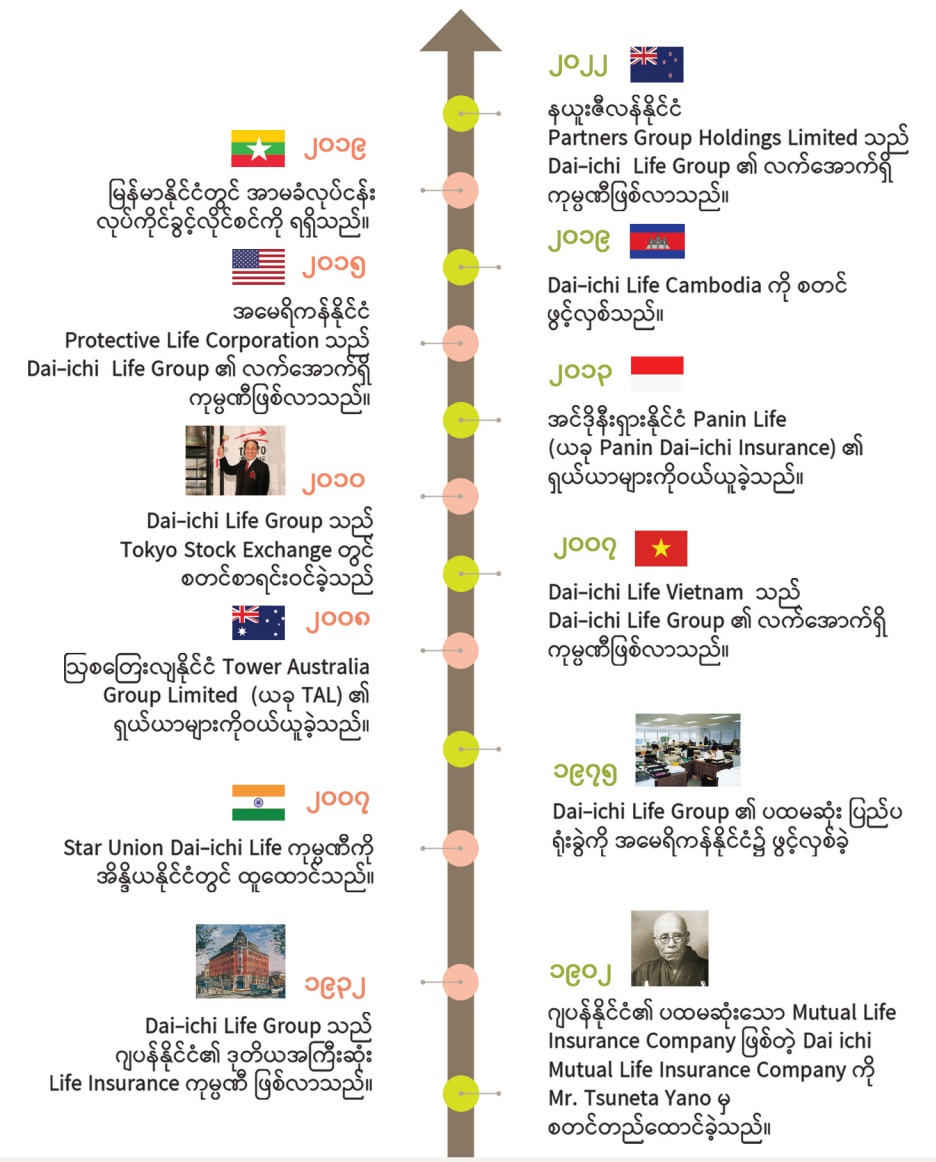 ၂၀၂၂
နယူးဇီလန်နိုင်ငံ
Partners Group Holdings Limited သည်
Dai-ichi Life Group ၏ လက်အောက်ရှိ
ကုမ္ပဏီဖြစ်လာသည်။
၂၀၁၉
မြန်မာနိုင်ငံတွင် အာမခံလုပ်ငန်း
လုပ်ကိုင်ခွင့်လိုင်စင်ကို ရရှိသည်။
၂၀၁၉
Dai-ichi Life Cambodia ကို စတင်
ဖွင့်လှစ်သည်။
၂၀၁၅
အမေရိကန်နိုင်ငံ
Protective Life Corporation သည်
Dai-ichi Life Group ၏ လက်အောက်ရှိ
ကုမ္ပဏီဖြစ်လာသည်။
၂၀၁၃
အင်ဒိုနီးရှားနိုင်ငံ Panin Life
(ယခု Panin Dai-ichi Insurance) ၏
ရှယ်ယာများကိုဝယ်ယူခဲ့သည်။
၂၀၁၀
Dai-ichi Life Group သည်
Tokyo Stock Exchange တွင်
စတင်စာရင်းဝင်ခဲ့သည်
၂၀၀၇
Dai-ichi Life Vietnam သည်
Dai-ichi Life Group ၏ လက်အောက်ရှိ
ကုမ္ပဏီဖြစ်လာသည်။
၂၀၀၈
သြစတြေးလျနိုင်ငံ Tower Australia
Group Limited (ယခု TAL) ၏
ရှယ်ယာများကိုဝယ်ယူခဲ့သည်။
၁၉၇၅
Dai-ichi Life Group ၏ ပထမဆုံး ပြည်ပ
ရုံးခွဲကို အမေရိကန်နိုင်ငံ၌ ဖွင့်လှစ်ခဲ့
၂၀၀၇
Star Union Dai-ichi Life ကုမ္ပဏီကို
အိန္ဒိယနိုင်ငံတွင် ထူထောင်သည်။
၁၉၀၂
ဂျပန်နိုင်ငံ၏ ပထမဆုံးသော Mutual Life
Insurance Company ဖြစ်တဲ့ Dai ichi
Mutual Life Insurance Company ကို
Mr. Tsuneta Yano မှ
စတင်တည်ထောင်ခဲ့သည်။
၁၉၃၂
Dai-ichi Life Group သည်
ဂျပန်နိုင်ငံ၏ ဒုတိယအကြီးဆုံး
Life Insurance ကုမ္ပဏီ ဖြစ်လာသည်။